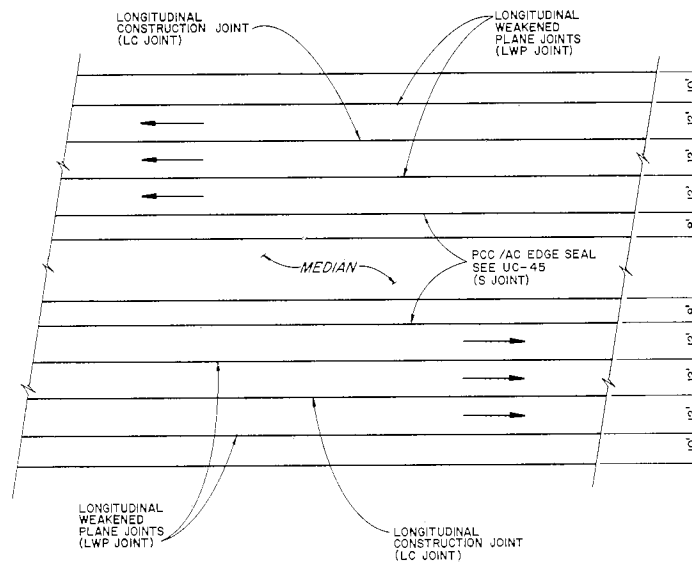 LONGITUDINAL
CONSTRUCTION JOINT
(LC JOINT)
LONGITUDINAL
WEAKENED
PLANE JOINTS
(LWP JOINT)
MEDIAN
PCC/AC EDGE SEAL
SEE UC-45
(S JOINT)
LONGITUDINAL
WEAKENED
PLANE JOINTS
(LWP JOINT)
LONGITUDINAL
CONSTRUCTION JOINT
(LC JOINT)